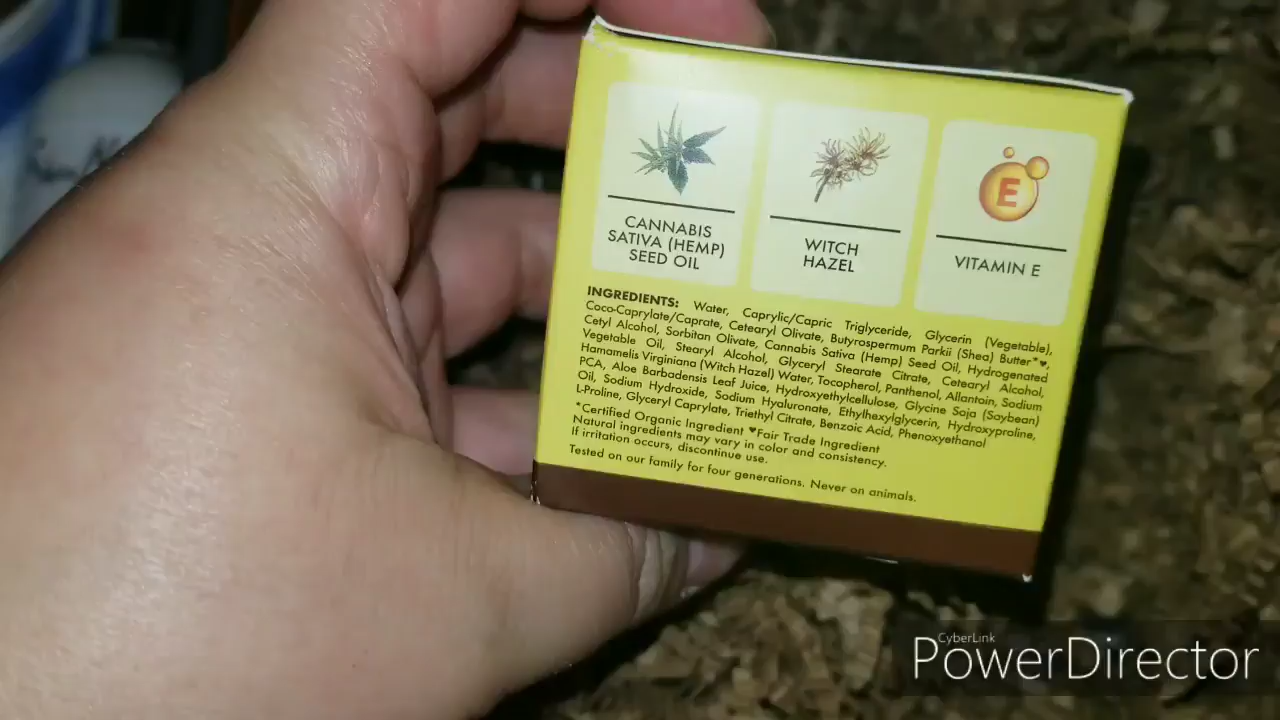 CANNABIS
SATIVA (HEMP)
SEED OIL
WITCH
HAZEL
E
VITAMIN E
INGREDIENTS: Water, Caprylic/Capric Triglyceride, Glycerin (Vegetable),
Coco-Caprylate/Caprate, Cetearyl Olivate, Butyrospermum Parkii (Shea) Butter*♥,
Cetyl Alcohol, Sorbitan Olivate, Cannabis Sativa (Hemp) Seed Oil, Hydrogenated
Vegetable Oil, Stearyl Alcohol, Glyceryl Stearate Citrate, Cetearyl Alcohol,
Hamamelis Virginiana (Witch Hazel) Water, Tocopherol, Panthenol, Allantoin, Sodium
PCA, Aloe Barbadensis Leaf Juice, Hydroxyethylcellulose, Glycine Soja (Soybean)
Oil, Sodium Hydroxide, Sodium Hyaluronate, Ethylhexylglycerin, Hydroxyproline,
L-Proline, Glyceryl Caprylate, Triethyl Citrate, Benzoic Acid, Phenoxyethanol
*Certified Organic Ingredient ♥Fair Trade Ingredient
Natural ingredients may vary in color and consistency.
If irritation occurs, discontinue use.
Tested on our family for four generations. Never on animals.
CyberLink
PowerDirector